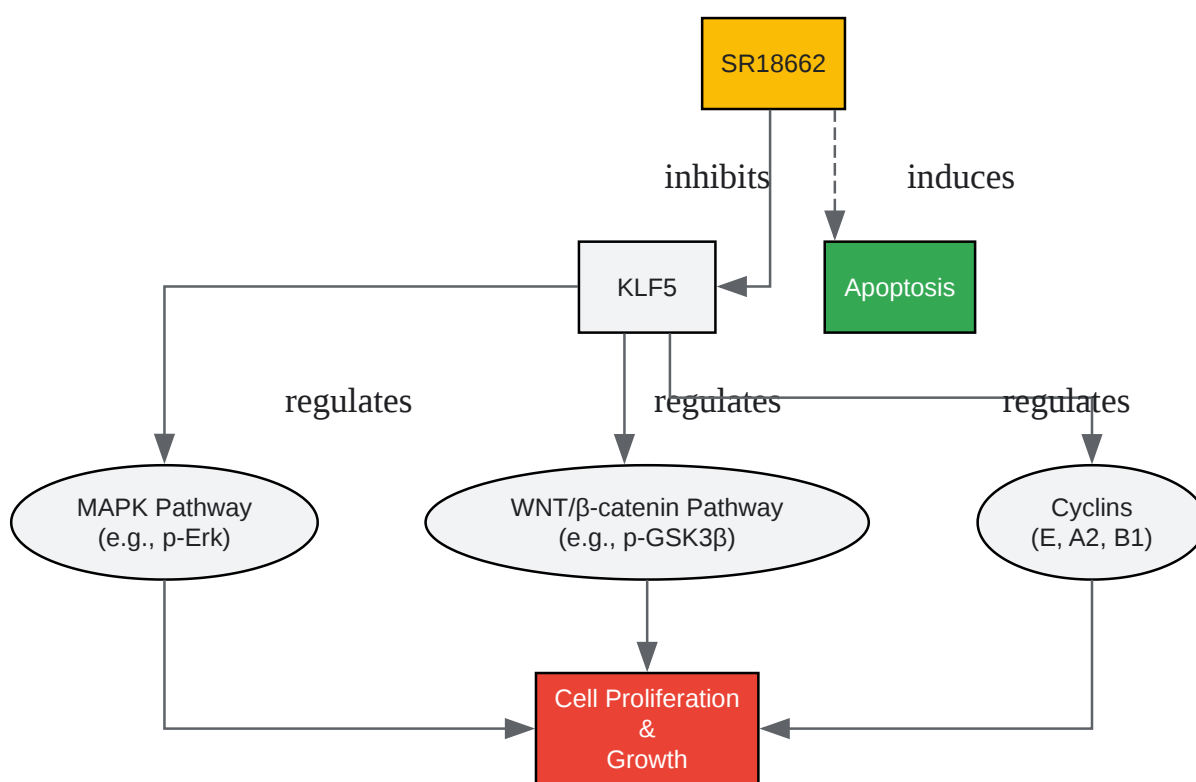 SR18662
inhibits
induces
KLF5
Apoptosis
regulates
regulates
regulates
MAPK Pathway
(e.g., p-Erk)
WNT/β-catenin Pathway
(e.g., p-GSK3β)
Cyclins
(E, A2, B1)
Cell Proliferation
&
Growth